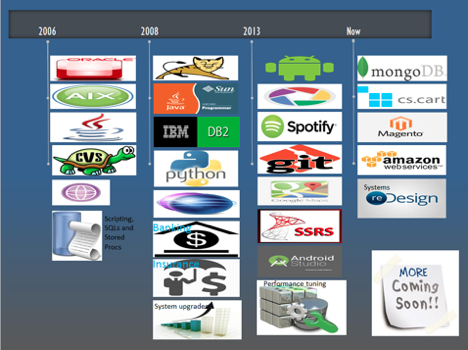 2006
2008
2013
Now
ORACLE
AIX
Java
CVS
Scripting,
SQLs and
Stored
Procs
Sun
Java
Programmer
IBM
DB2
python
Banking
Insurance
System upgrades
Spotify
git
Google Maps
SSRS
Android
Studio
Performance tuning
mongoDB
cs.cart
Magento
amazon
webservices
Systems
reDesign
MORE
Coming
Soon!!